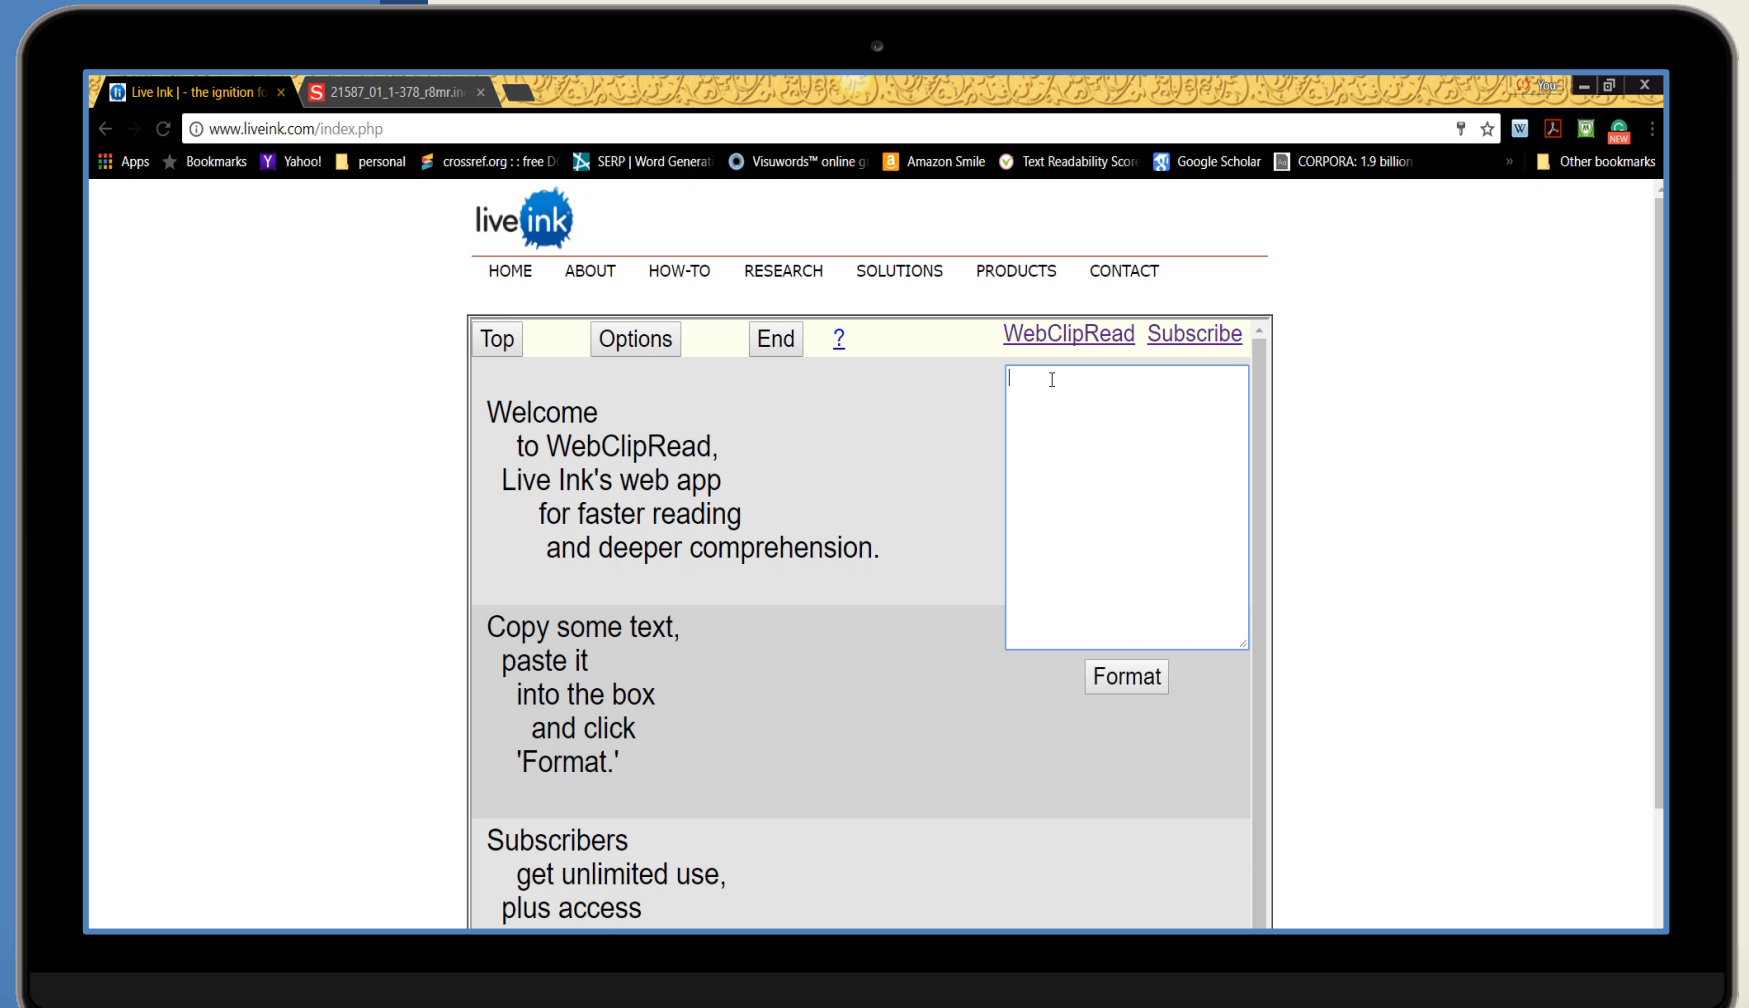 Live Ink | - the ignition fo
21587_01_1-378_r8mr.in
You
www.liveink.com/index.php
NEW
Apps Bookmarks Yahoo! personal crossref.org : : free D SERP | Word Generati Visuwords™ online g Amazon Smile Text Readability Scor Google Scholar CORPORA: 1.9 billion » Other bookmarks
live ink
HOME ABOUT HOW-TO RESEARCH SOLUTIONS PRODUCTS CONTACT
Top Options End ? WebClipRead Subscribe
Welcome
to WebClipRead,
Live Ink's web app
for faster reading
and deeper comprehension.
Copy some text,
paste it
into the box
and click
'Format.'
Format
Subscribers
get unlimited use,
plus access